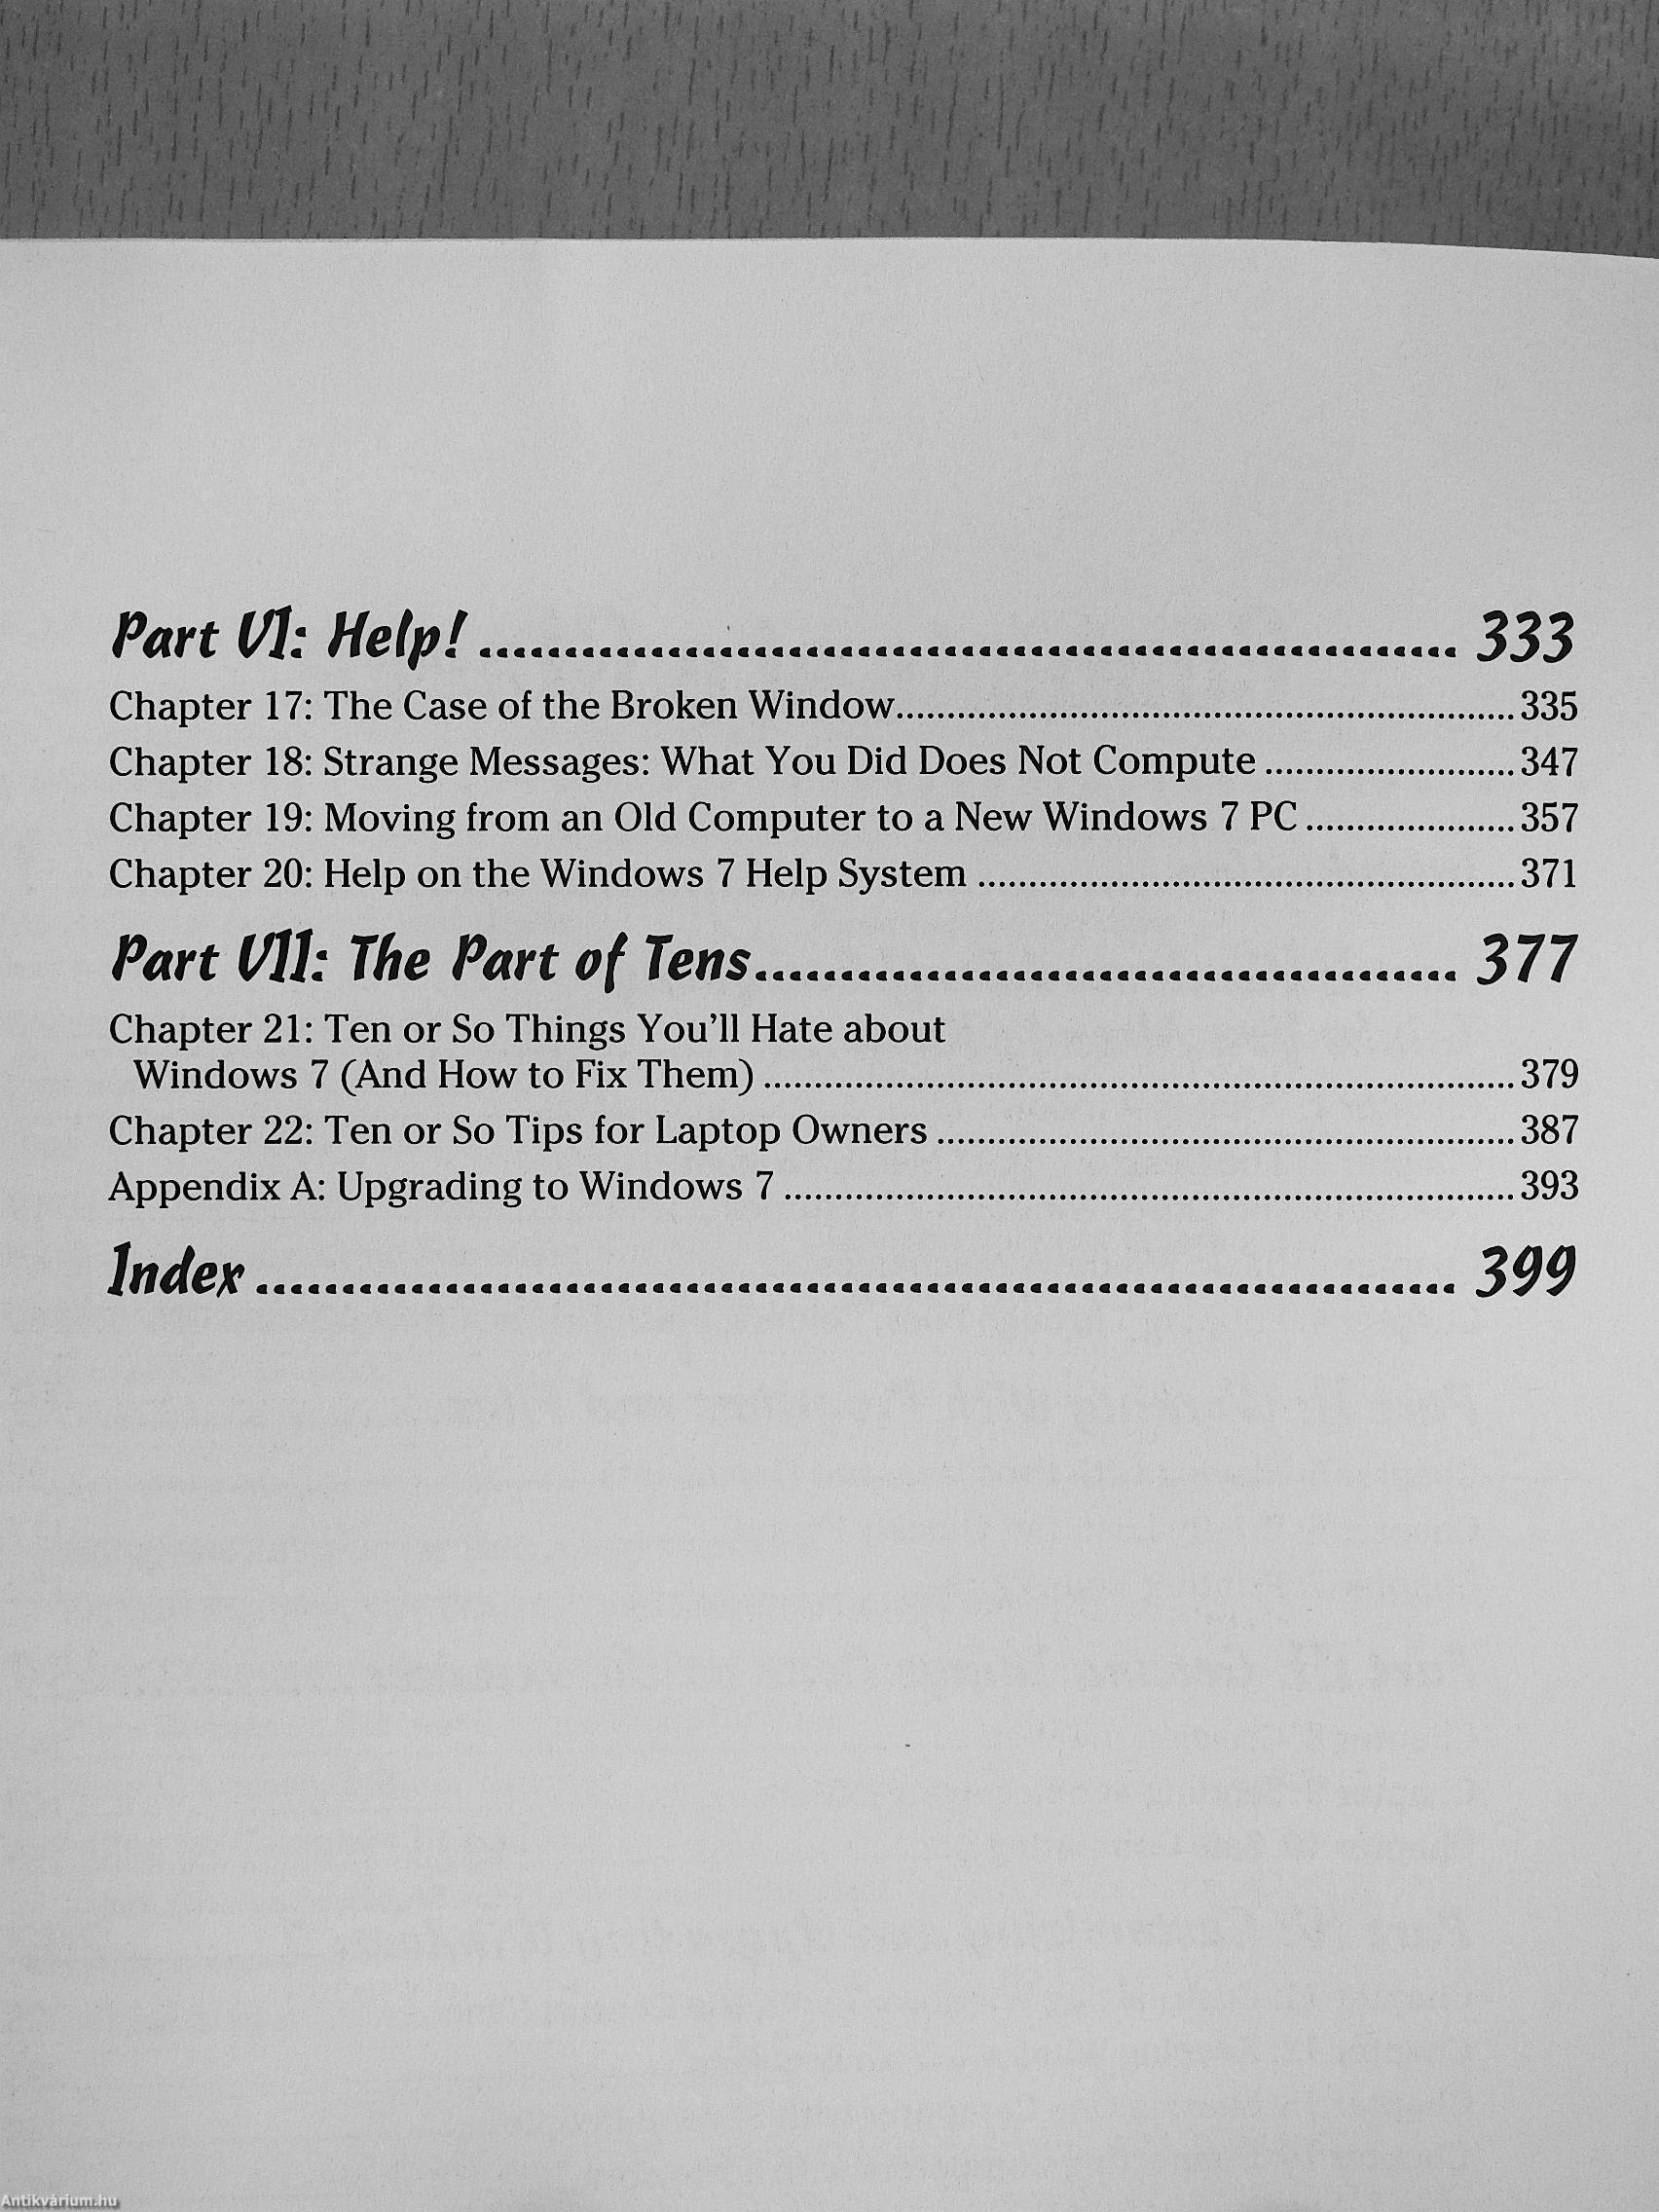 Part VI: Help! ........................................................ 333
Chapter 17: The Case of the Broken Window............................................................335
Chapter 18: Strange Messages: What You Did Does Not Compute ........................347
Chapter 19: Moving from an Old Computer to a New Windows 7 PC ....................357
Chapter 20: Help on the Windows 7 Help System ....................................................371
Part VII: The Part of Tens......................................... 377
Chapter 21: Ten or So Things You'll Hate about
Windows 7 (And How to Fix Them) .........................................................................379
Chapter 22: Ten or So Tips for Laptop Owners ........................................................387
Appendix A: Upgrading to Windows 7 .......................................................................393
Index ...................................................................... 399
Antikvárium.hu